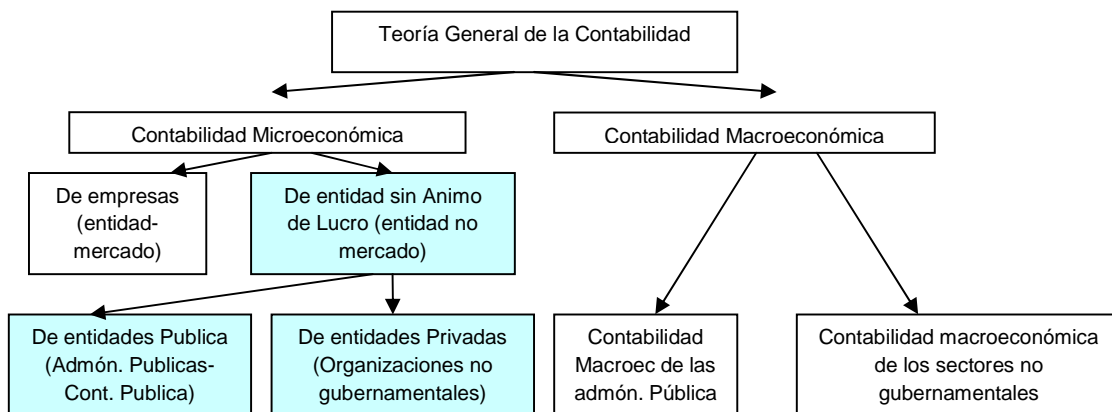 Teoría General de la Contabilidad
Contabilidad Microeconómica
Contabilidad Macroeconómica
De empresas
(entidad-
mercado)
De entidad sin Animo
de Lucro (entidad no
mercado)
De entidades Publica
(Admón. Publicas-
Cont. Publica)
De entidades Privadas
(Organizaciones no
gubernamentales)
Contabilidad
Macroec de las
admón. Pública
Contabilidad macroeconómica
de los sectores no
gubernamentales